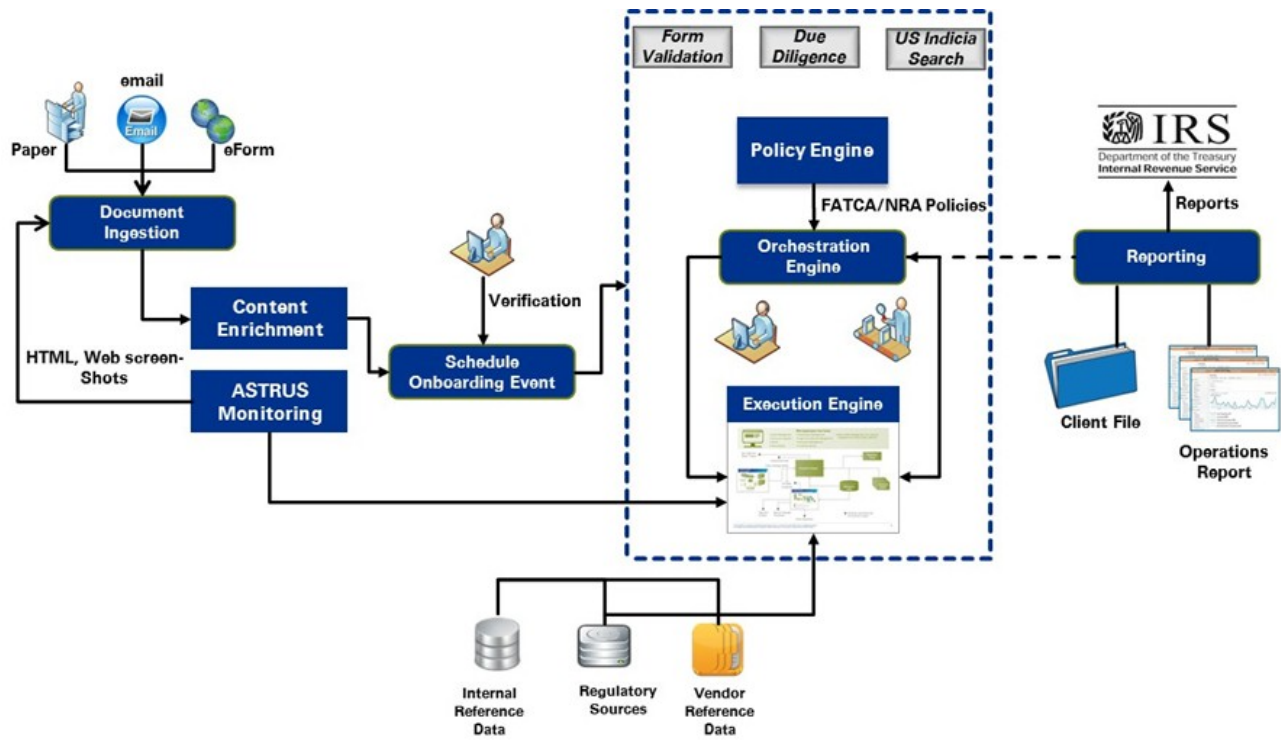 Form
Validation
Due
Diligence
US Indicia
Search
email
Email
Paper
eForm
Document
Ingestion
Policy Engine
FATCA/NRA Policies
IRS
Department of the Treasury
Internal Revenue Service
Reports
Orchestration
Engine
Reporting
Verification
Content
Enrichment
HTML, Web screen-
Shots
ASTRUS
Monitoring
Schedule
Onboarding Event
Execution Engine
Client File
Operations
Report
Internal
Reference
Data
Regulatory
Sources
Vendor
Reference
Data